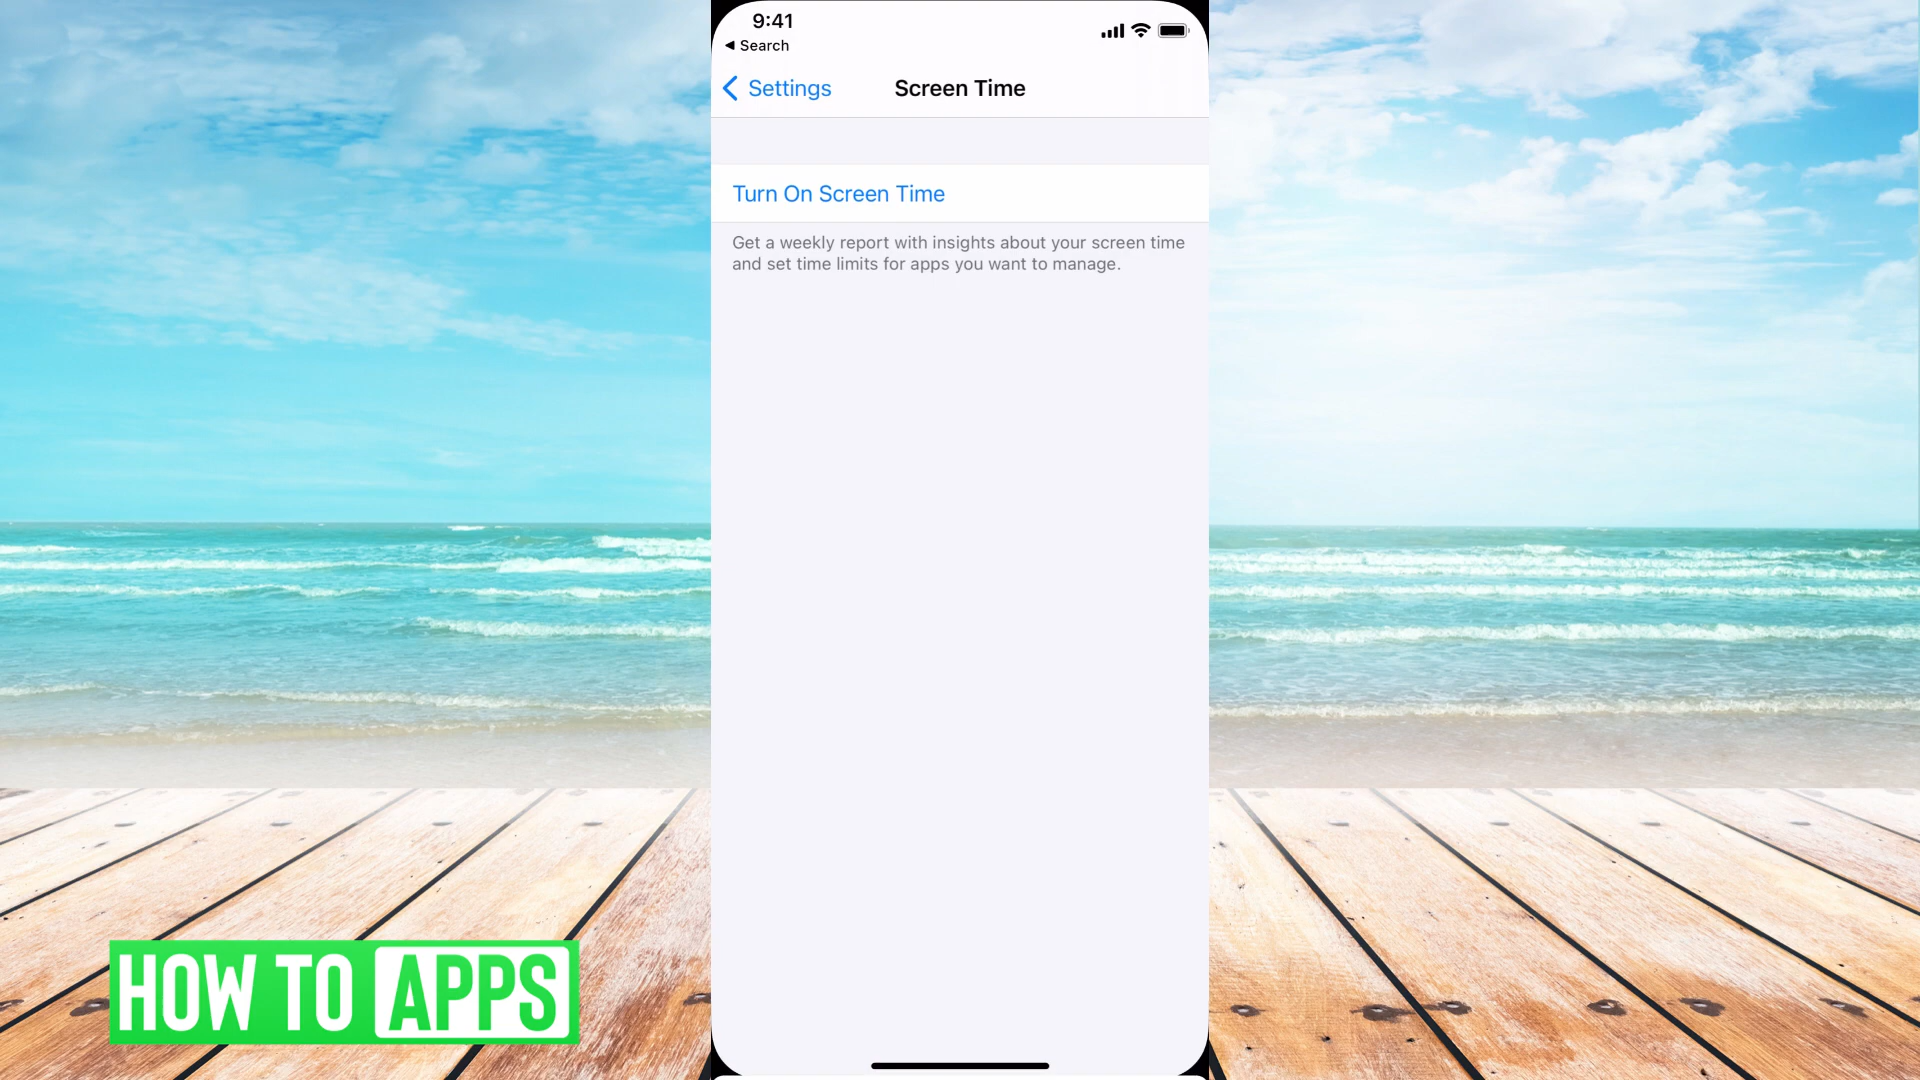 9:41
◀ Search
Settings
Screen Time
Turn On Screen Time
Get a weekly report with insights about your screen time
and set time limits for apps you want to manage.
HOW TO APPS